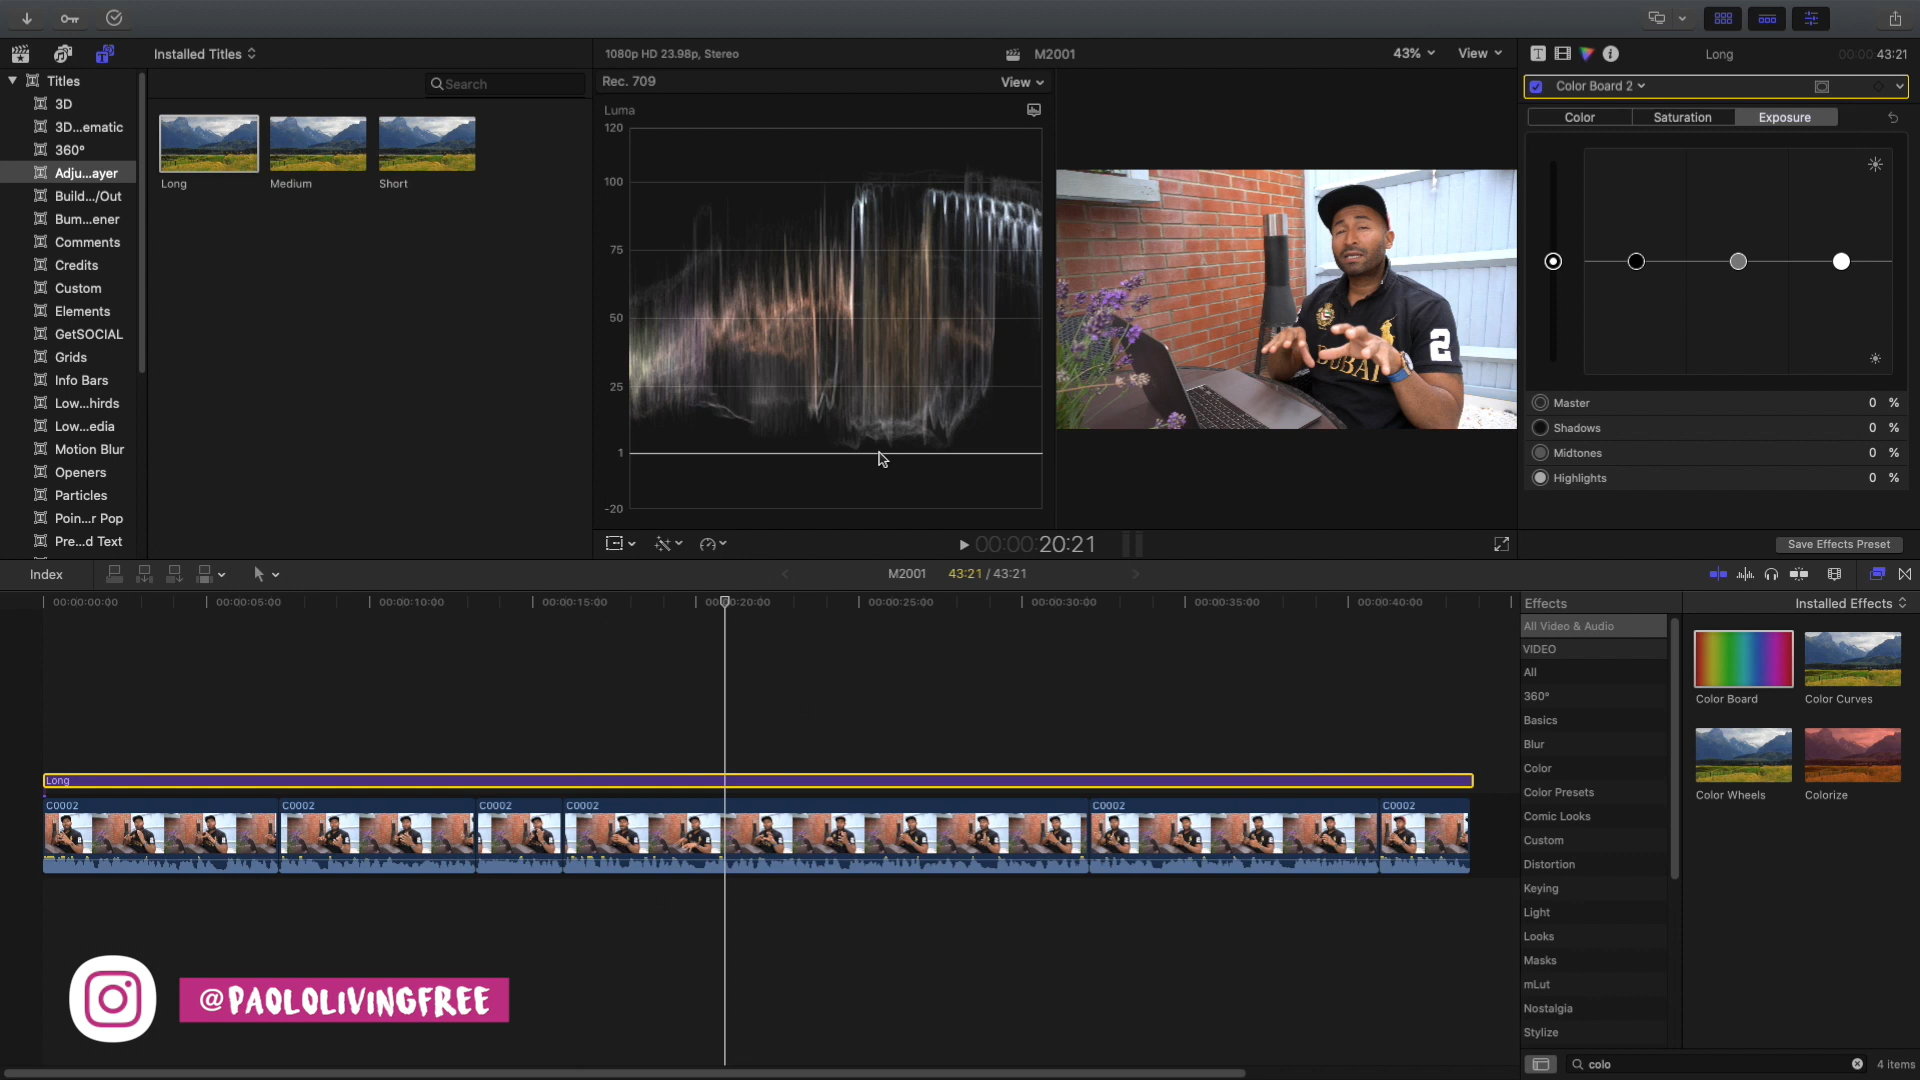 Installed Titles
1080p HD 23.98p, Stereo
M2001
43%
View
Long
00:00:43:21
Titles
3D
3D...ematic
360°
Adju...ayer
Build.../Out
Bum...ener
Comments
Credits
Custom
Elements
GetSOCIAL
Grids
Info Bars
Low...hirds
Low...edia
Motion Blur
Openers
Particles
Poin...r Pop
Pre...d Text
Search
Long
Medium
Short
Rec. 709
View
Luma
120
100
75
50
25
1
-20
DUBAI
2
Color Board 2
Color
Saturation
Exposure
Master 0 %
Shadows 0 %
Midtones 0 %
Highlights 0 %
00:00:20:21
Save Effects Preset
Index
M2001
43:21 / 43:21
00:00:00:00
00:00:05:00
00:00:10:00
00:00:15:00
00:00:20:00
00:00:25:00
00:00:30:00
00:00:35:00
00:00:40:00
Long
C0002
C0002
C0002
C0002
C0002
C0002
@PAOLOLIVINGFREE
Effects
Installed Effects
All Video & Audio
VIDEO
All
360°
Basics
Blur
Color
Color Presets
Comic Looks
Custom
Distortion
Keying
Light
Looks
Masks
mLut
Nostalgia
Stylize
Color Board
Color Curves
Color Wheels
Colorize
colo
4 items